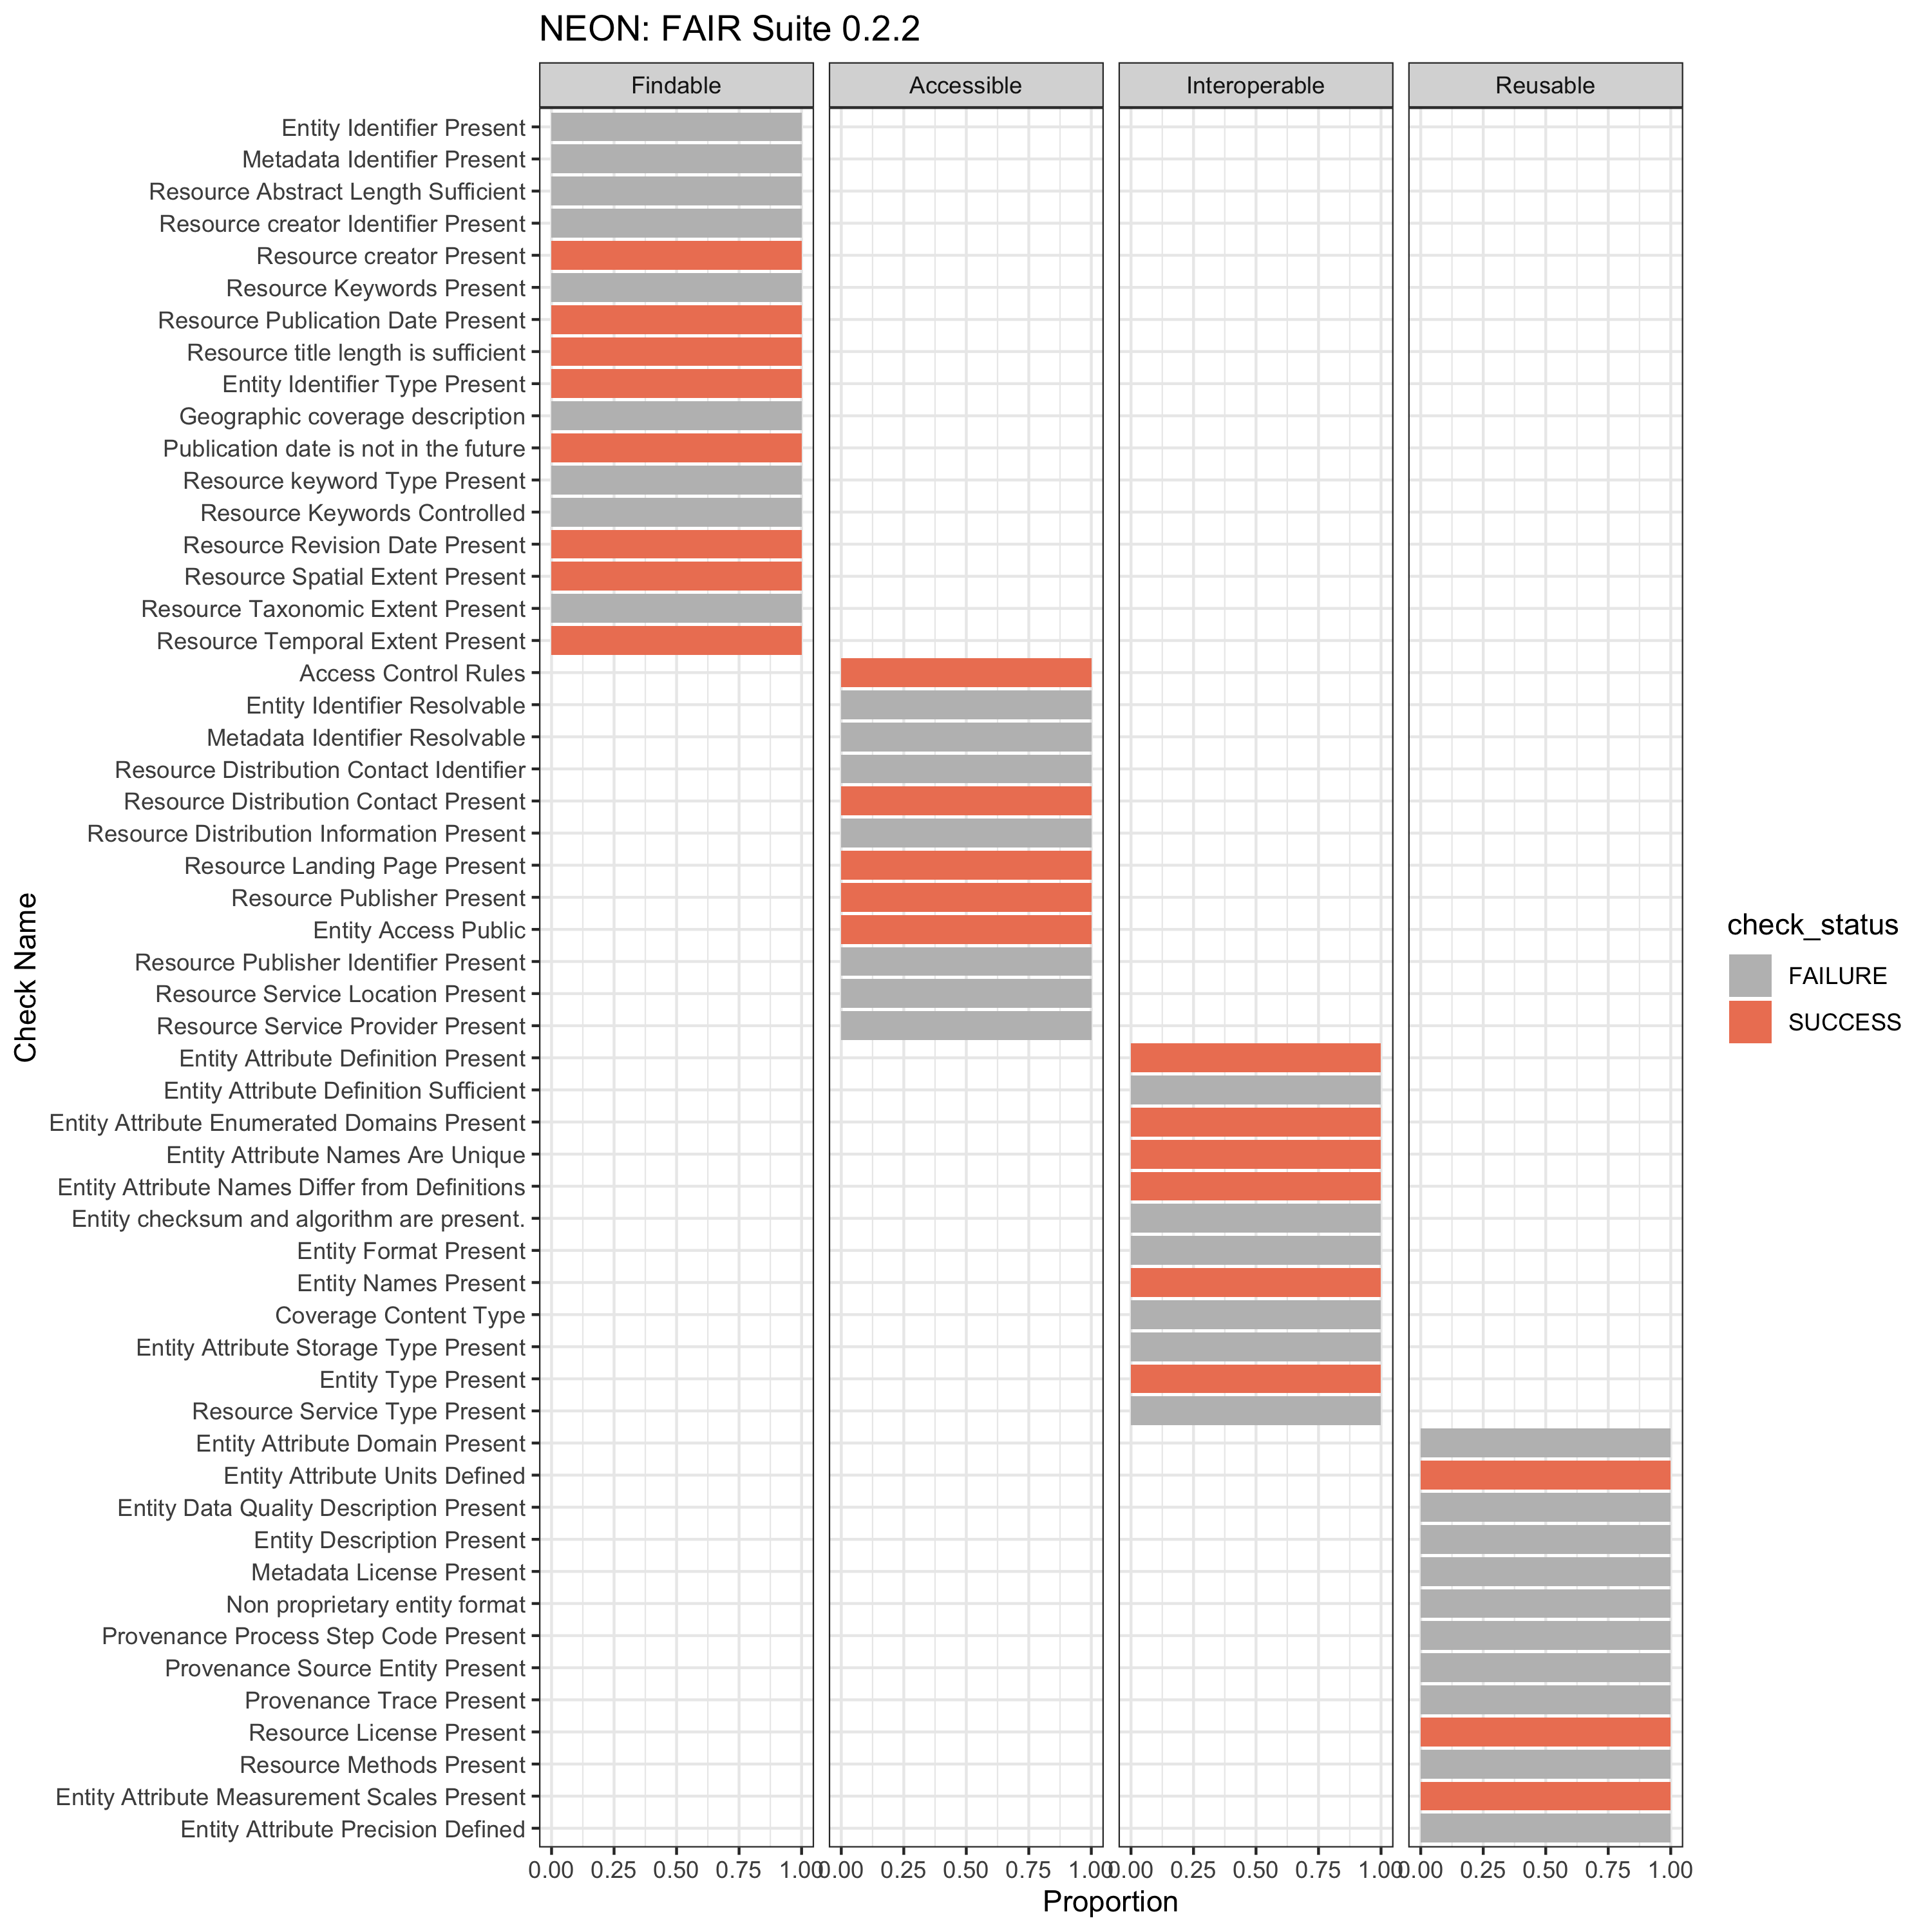 NEON: FAIR Suite 0.2.2
Findable Accessible Interoperable Reusable
Entity Identifier Present
Metadata Identifier Present
Resource Abstract Length Sufficient
Resource creator Identifier Present
Resource creator Present
Resource Keywords Present
Resource Publication Date Present
Resource title length is sufficient
Entity Identifier Type Present
Geographic coverage description
Publication date is not in the future
Resource keyword Type Present
Resource Keywords Controlled
Resource Revision Date Present
Resource Spatial Extent Present
Resource Taxonomic Extent Present
Resource Temporal Extent Present
Access Control Rules
Entity Identifier Resolvable
Metadata Identifier Resolvable
Resource Distribution Contact Identifier
Resource Distribution Contact Present
Resource Distribution Information Present
Resource Landing Page Present
Resource Publisher Present
Entity Access Public
Resource Publisher Identifier Present
Resource Service Location Present
Resource Service Provider Present
Entity Attribute Definition Present
Entity Attribute Definition Sufficient
Entity Attribute Enumerated Domains Present
Entity Attribute Names Are Unique
Entity Attribute Names Differ from Definitions
Entity checksum and algorithm are present.
Entity Format Present
Entity Names Present
Coverage Content Type
Entity Attribute Storage Type Present
Entity Type Present
Resource Service Type Present
Entity Attribute Domain Present
Entity Attribute Units Defined
Entity Data Quality Description Present
Entity Description Present
Metadata License Present
Non proprietary entity format
Provenance Process Step Code Present
Provenance Source Entity Present
Provenance Trace Present
Resource License Present
Resource Methods Present
Entity Attribute Measurement Scales Present
Entity Attribute Precision Defined
0.00 0.25 0.50 0.75 1.00 0.00 0.25 0.50 0.75 1.00 0.00 0.25 0.50 0.75 1.00 0.00 0.25 0.50 0.75 1.00
Proportion
Check Name
check_status
FAILURE
SUCCESS